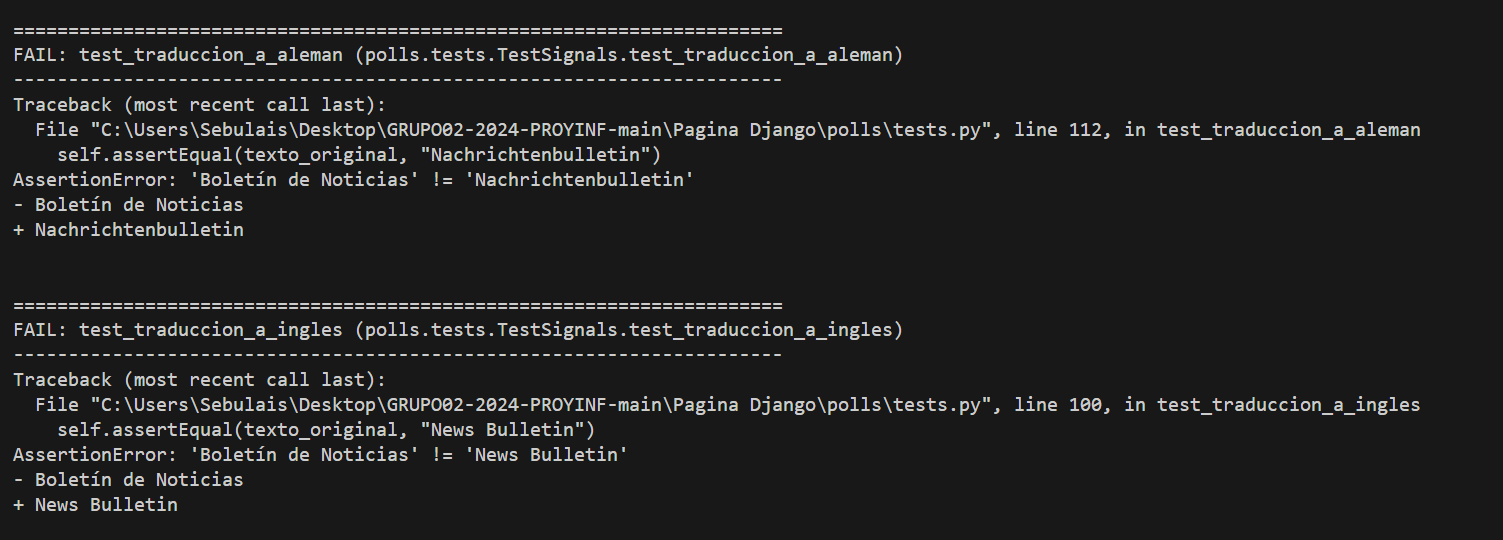 ======================================================================
FAIL: test_traduccion_a_aleman (polls.tests.TestSignals.test_traduccion_a_aleman)
----------------------------------------------------------------------
Traceback (most recent call last):
  File "C:\Users\Sebulais\Desktop\GRUPO02-2024-PROYINF-main\Pagina Django\polls\tests.py", line 112, in test_traduccion_a_aleman
    self.assertEqual(texto_original, "Nachrichtenbulletin")
AssertionError: 'Boletín de Noticias' != 'Nachrichtenbulletin'
- Boletín de Noticias
+ Nachrichtenbulletin
======================================================================
FAIL: test_traduccion_a_ingles (polls.tests.TestSignals.test_traduccion_a_ingles)
----------------------------------------------------------------------
Traceback (most recent call last):
  File "C:\Users\Sebulais\Desktop\GRUPO02-2024-PROYINF-main\Pagina Django\polls\tests.py", line 100, in test_traduccion_a_ingles
    self.assertEqual(texto_original, "News Bulletin")
AssertionError: 'Boletín de Noticias' != 'News Bulletin'
- Boletín de Noticias
+ News Bulletin